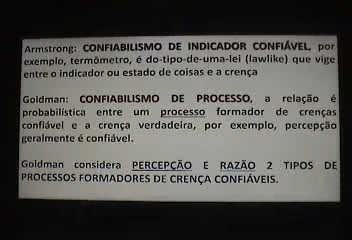 Armstrong: CONFIABILISMO DE INDICADOR CONFIÁVEL, por
exemplo, termômetro, é do-tipo-de-uma-lei (lawlike) que vige
entre o indicador ou estado de coisas e a crença
Goldman: CONFIABILISMO DE PROCESSO, a relação é
probabilística entre um processo formador de crenças
confiável e a crença verdadeira, por exemplo, percepção
geralmente é confiável.
Goldman considera PERCEPÇÃO E RAZÃO 2 TIPOS DE
PROCESSOS FORMADORES DE CRENÇA CONFIÁVEIS.